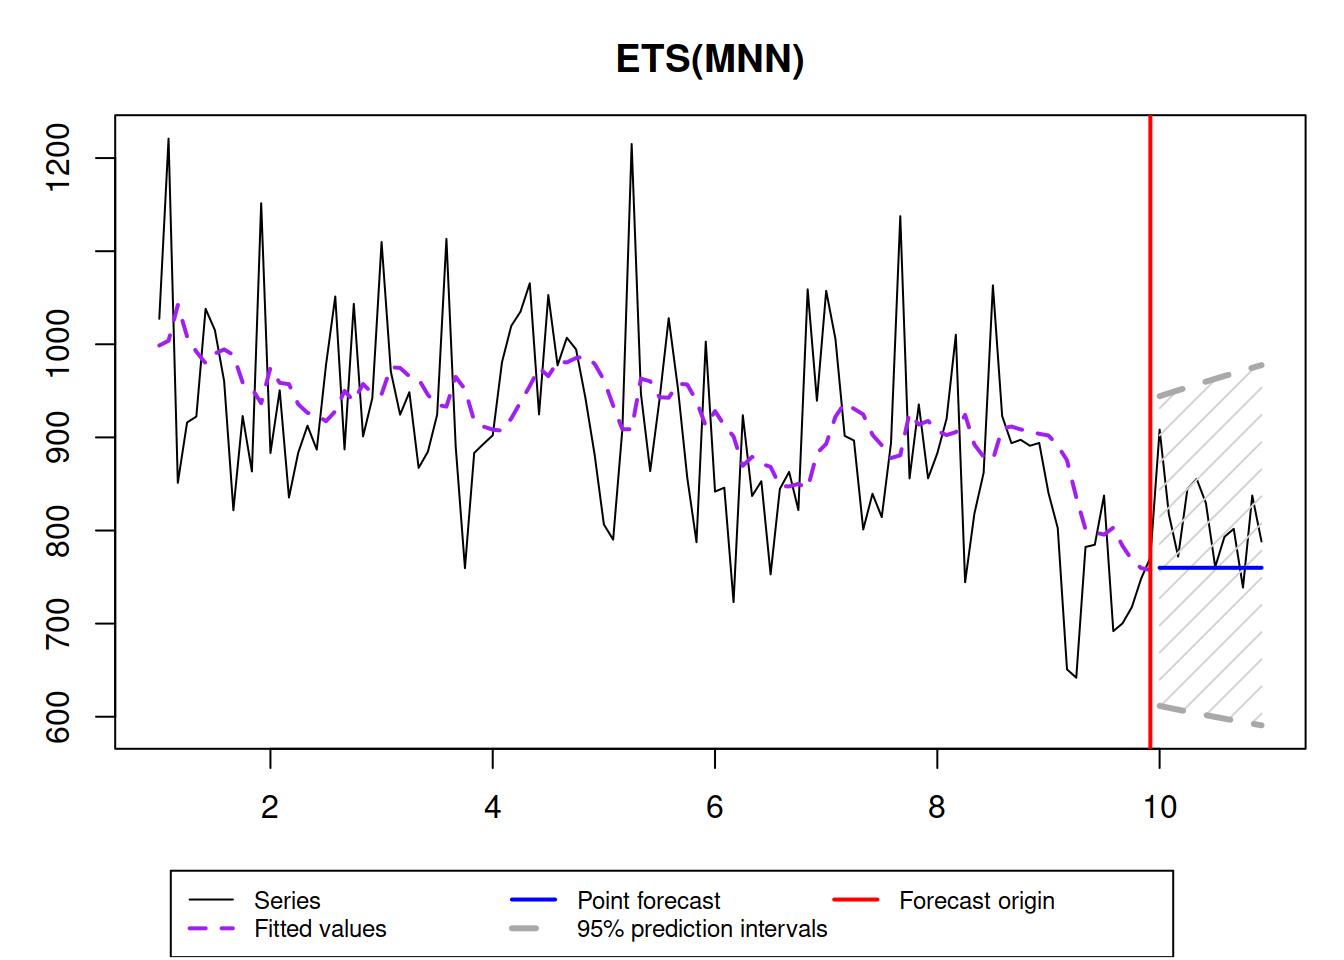 ETS(MNN)
1200
1000
900
800
700
600
2 4 6 8 10
Series Point forecast Forecast origin
Fitted values 95% prediction intervals